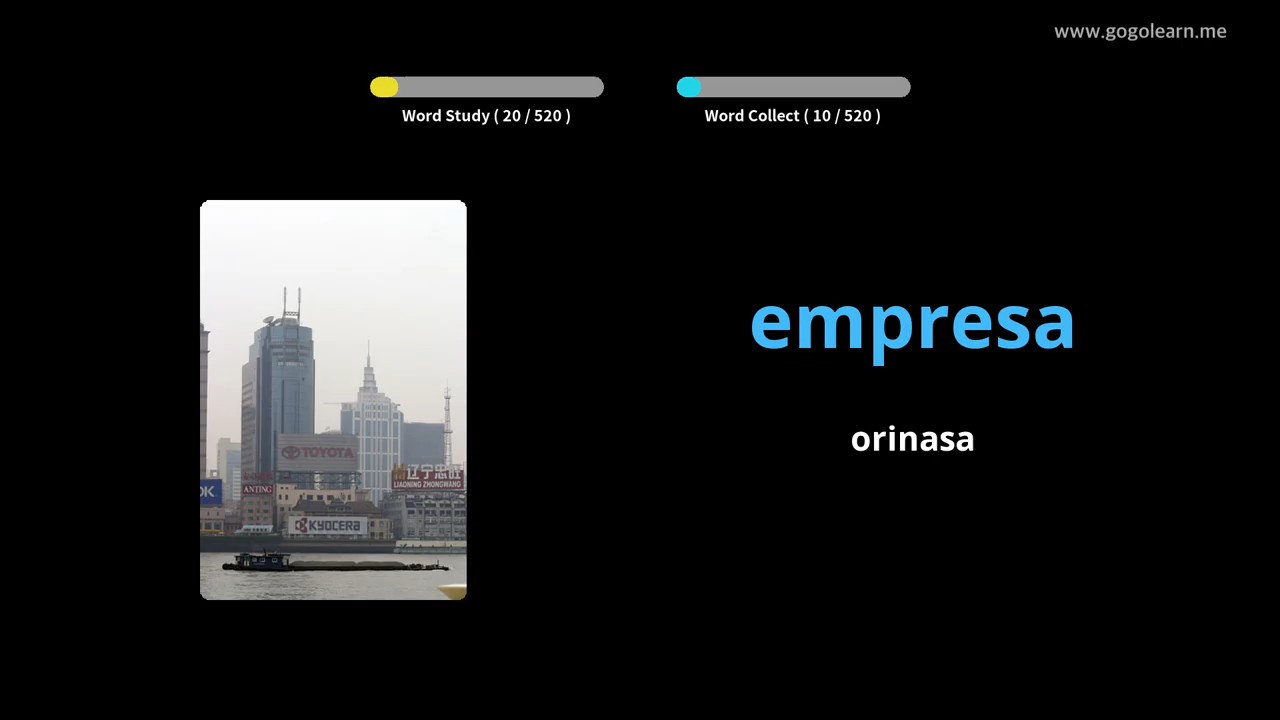 www.gogolearn.me
Word Study ( 20 / 520 )
Word Collect ( 10 / 520 )
empresa
orinasa
TOYOTA
辽宁忠旺
LIAONING ZHONGWANG
ANTING
OK
KYOCERA